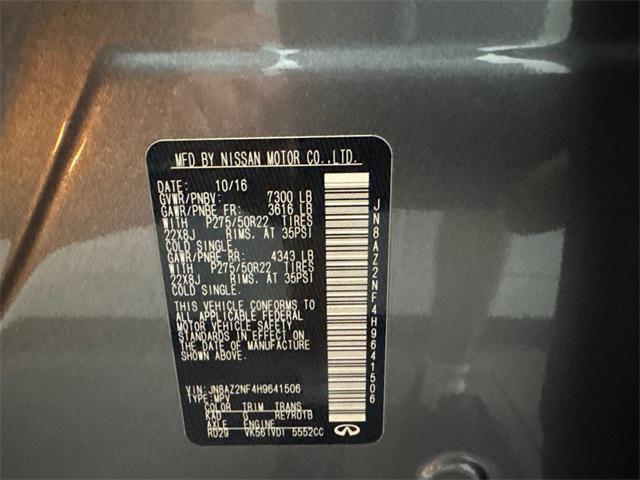 MFD BY NISSAN MOTOR CO.,LTD.
DATE: 10/16
GVWR/PNBV: 7300 LB
GAWR/PNBE FR: 3616 LB
WITH P275/50R22 TIRES
22X8J RIMS, AT 35PSI
COLD SINGLE.
GAWR/PNBE RR: 4343 LB
WITH P275/50R22 TIRES
22X8J RIMS, AT 35PSI
COLD SINGLE.
THIS VEHICLE CONFORMS TO
ALL APPLICABLE FEDERAL
MOTOR VEHICLE SAFETY
STANDARDS IN EFFECT ON
THE DATE OF MANUFACTURE
SHOWN ABOVE.
VIN: JN8AZ2NF4H9641506
TYPE: MPV
COLOR TRIM TRANS
KAD G RE7R01B
AXLE ENGINE
RD29 VK56(VD) 5552CC
JN8AZ2NF4H9641506